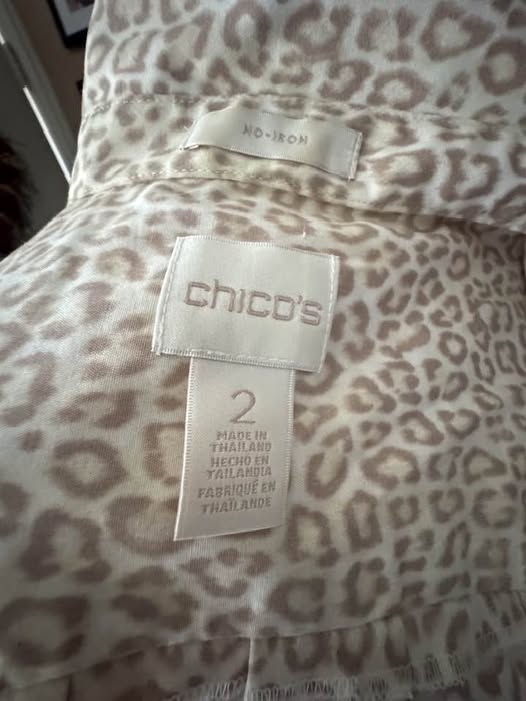 NO-IRON
chico's
2
MADE IN
THAILAND
HECHO EN
TAILANDIA
FABRIQUÉ EN
THAÏLANDE